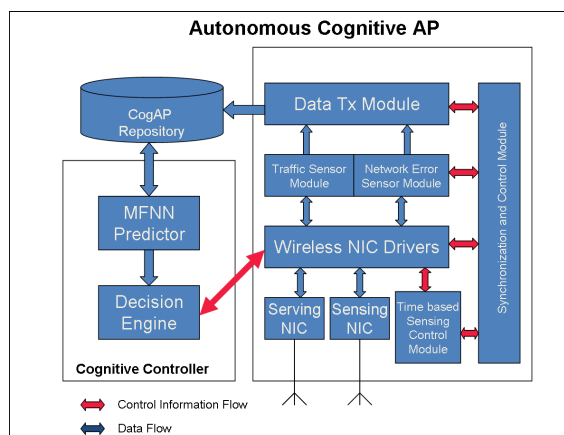 Autonomous Cognitive AP
CogAP
Repository
Data Tx Module
Traffic Sensor
Module
Network Error
Sensor Module
Synchronization and Control Module
MFNN
Predictor
Wireless NIC Drivers
Decision
Engine
Serving
NIC
Sensing
NIC
Time based
Sensing
Control
Module
Cognitive Controller
Control Information Flow
Data Flow